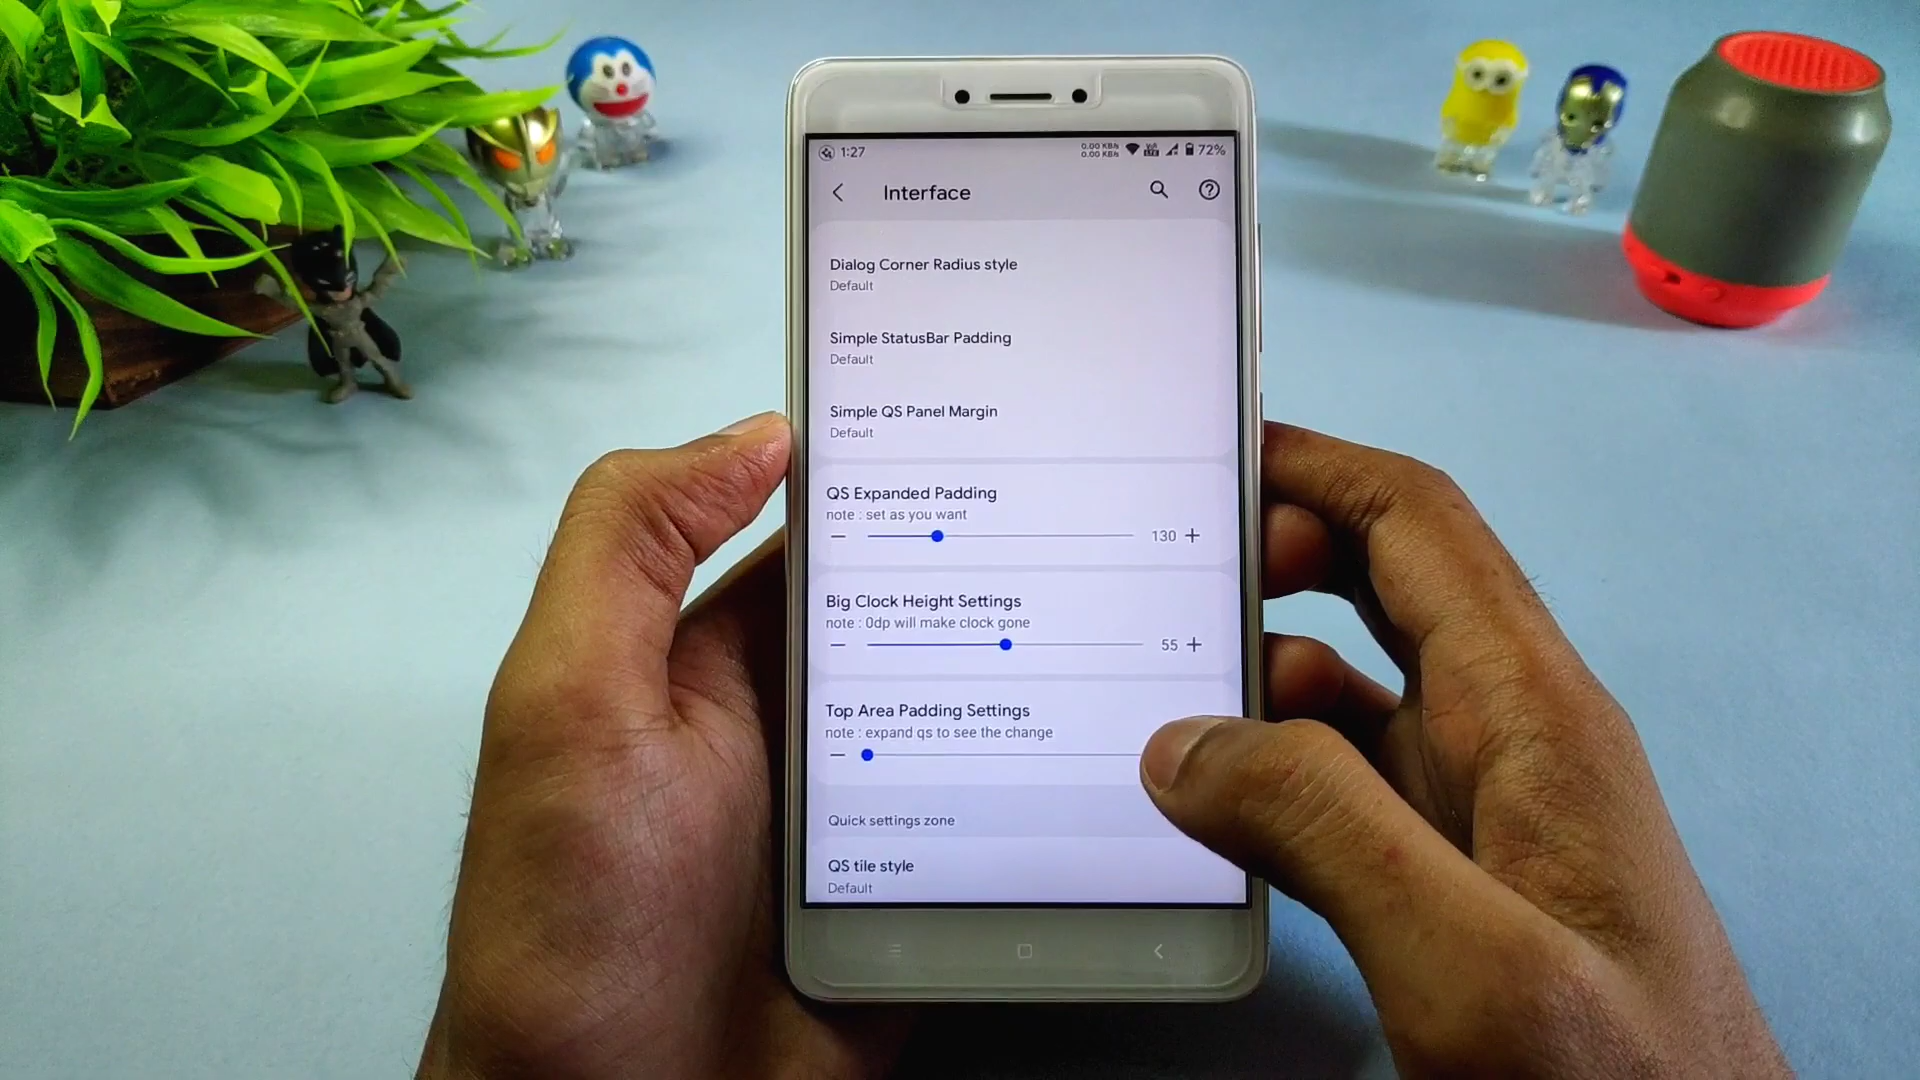 1:27
0.00 KB/s
0.00 KB/s
72%
Interface
Dialog Corner Radius style
Default
Simple StatusBar Padding
Default
Simple QS Panel Margin
Default
QS Expanded Padding
note : set as you want
130
Big Clock Height Settings
note : 0dp will make clock gone
55
Top Area Padding Settings
note : expand qs to see the change
Quick settings zone
QS tile style
Default